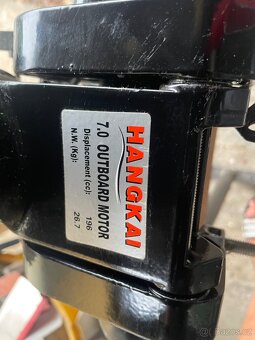 HANGKAI
7.0 OUTBOARD MOTOR
Displacement (cc): 196
N.W. (Kg): 26.7